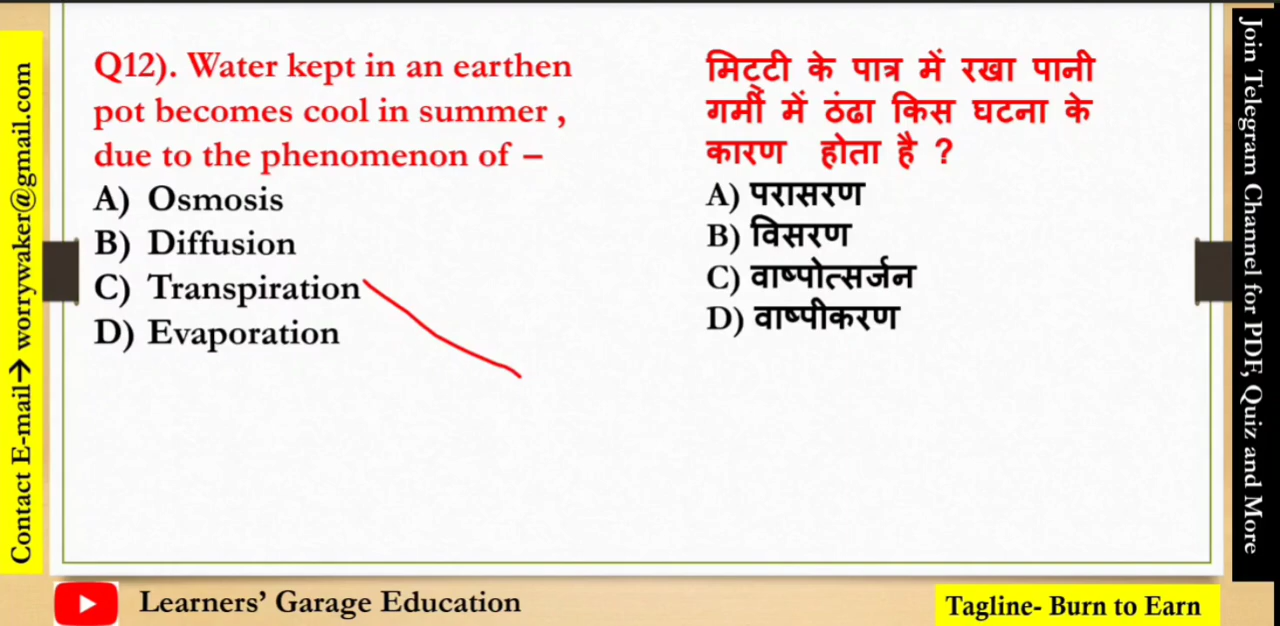 Contact E-mail→ worrywaker@gmail.com
Q12). Water kept in an earthen
pot becomes cool in summer ,
due to the phenomenon of –
A) Osmosis
B) Diffusion
C) Transpiration
D) Evaporation
मिट्टी के पात्र में रखा पानी
गर्मी में ठंढा किस घटना के
कारण होता है ?
A) परासरण
B) विसरण
C) वाष्पोत्सर्जन
D) वाष्पीकरण
Join Telegram Channel for PDF, Quiz and More
Learners' Garage Education
Tagline- Burn to Earn